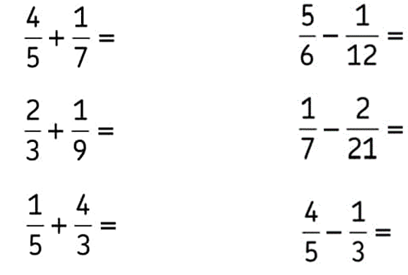 4/5 + 1/7 =
5/6 − 1/12 =
2/3 + 1/9 =
1/7 − 2/21 =
1/5 + 4/3 =
4/5 − 1/3 =